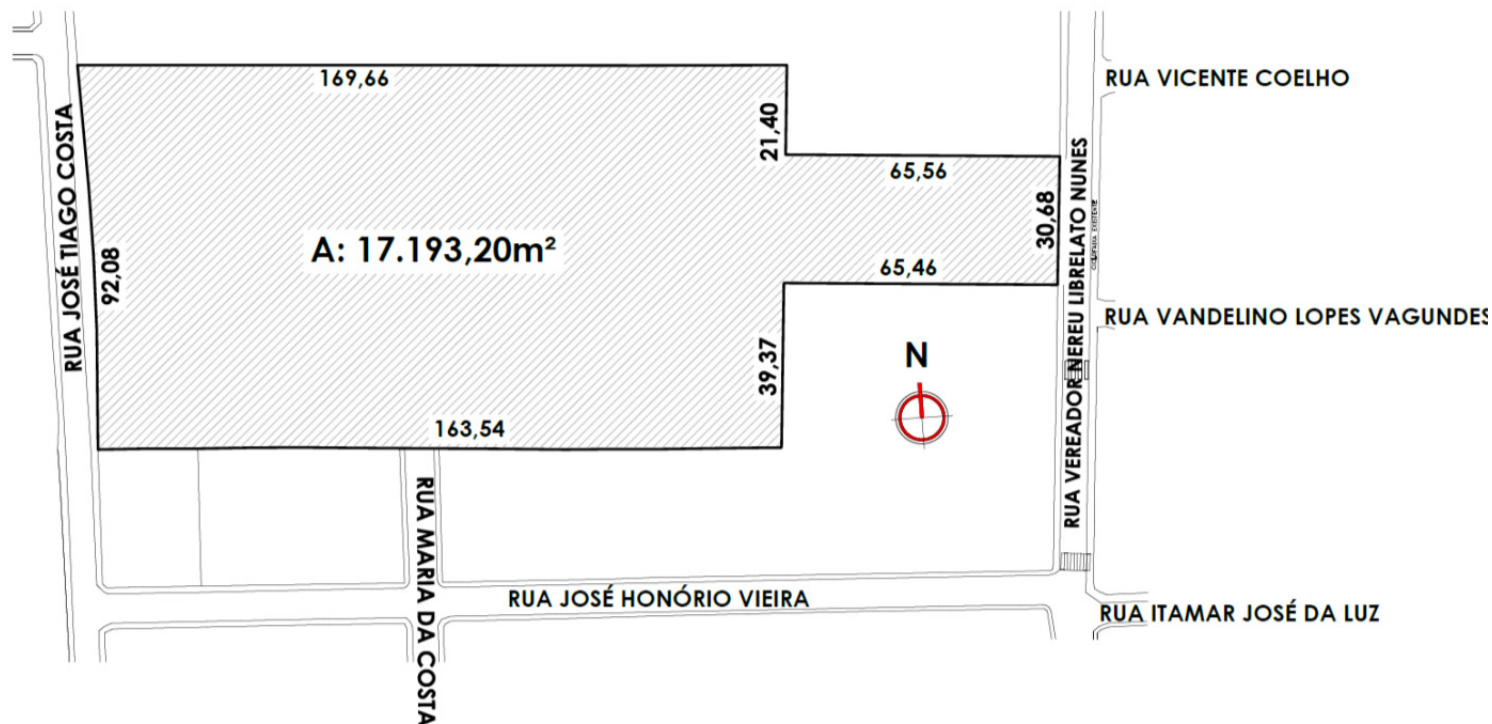 169,66
RUA VICENTE COELHO
21,40
RUA JOSÉ TIAGO COSTA
65,56
RUA VEREADOR NEREU LIBRELATO NUNES
30,68
CICLOFAIXA EXISTENTE
A: 17.193,20m²
92,08
65,46
RUA VANDELINO LOPES VAGUNDES
39,37
N
163,54
RUA MARIA DA COSTA
RUA JOSÉ HONÓRIO VIEIRA
RUA ITAMAR JOSÉ DA LUZ